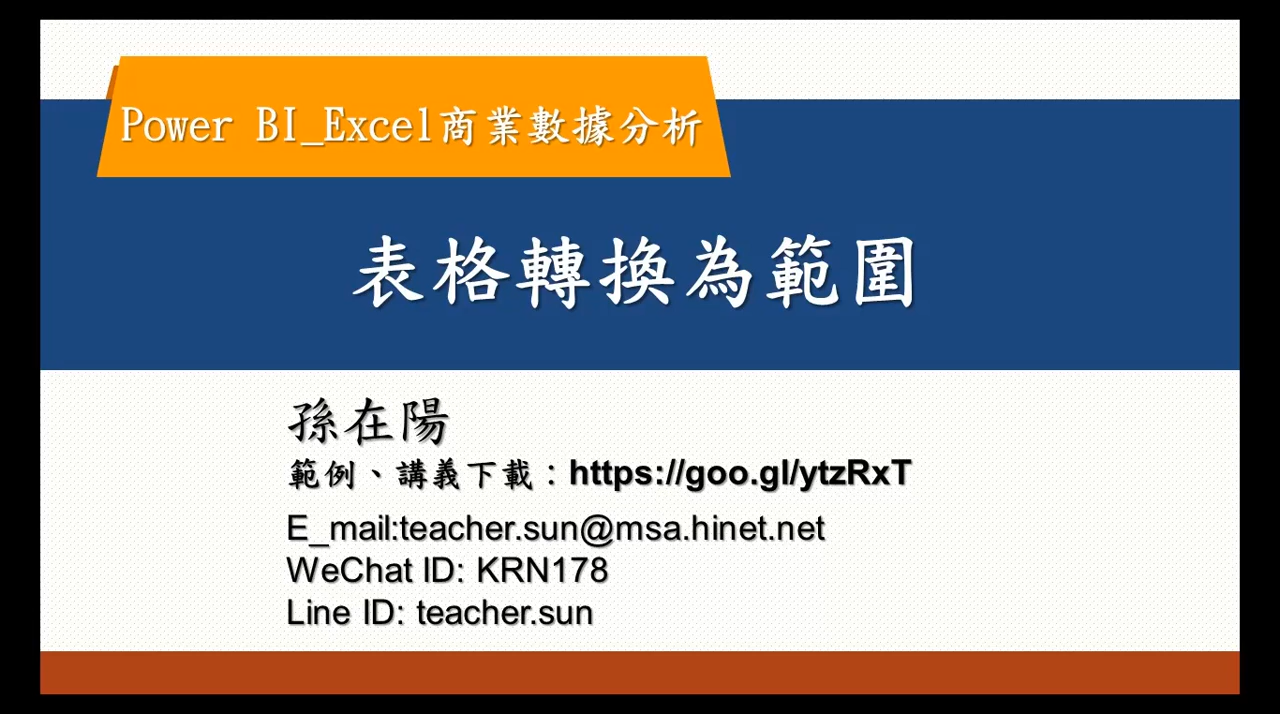 Power BI_Excel商業數據分析
表格轉換為範圍
孫在陽
範例、講義下載：https://goo.gl/ytzRxT
E_mail:teacher.sun@msa.hinet.net
WeChat ID: KRN178
Line ID: teacher.sun